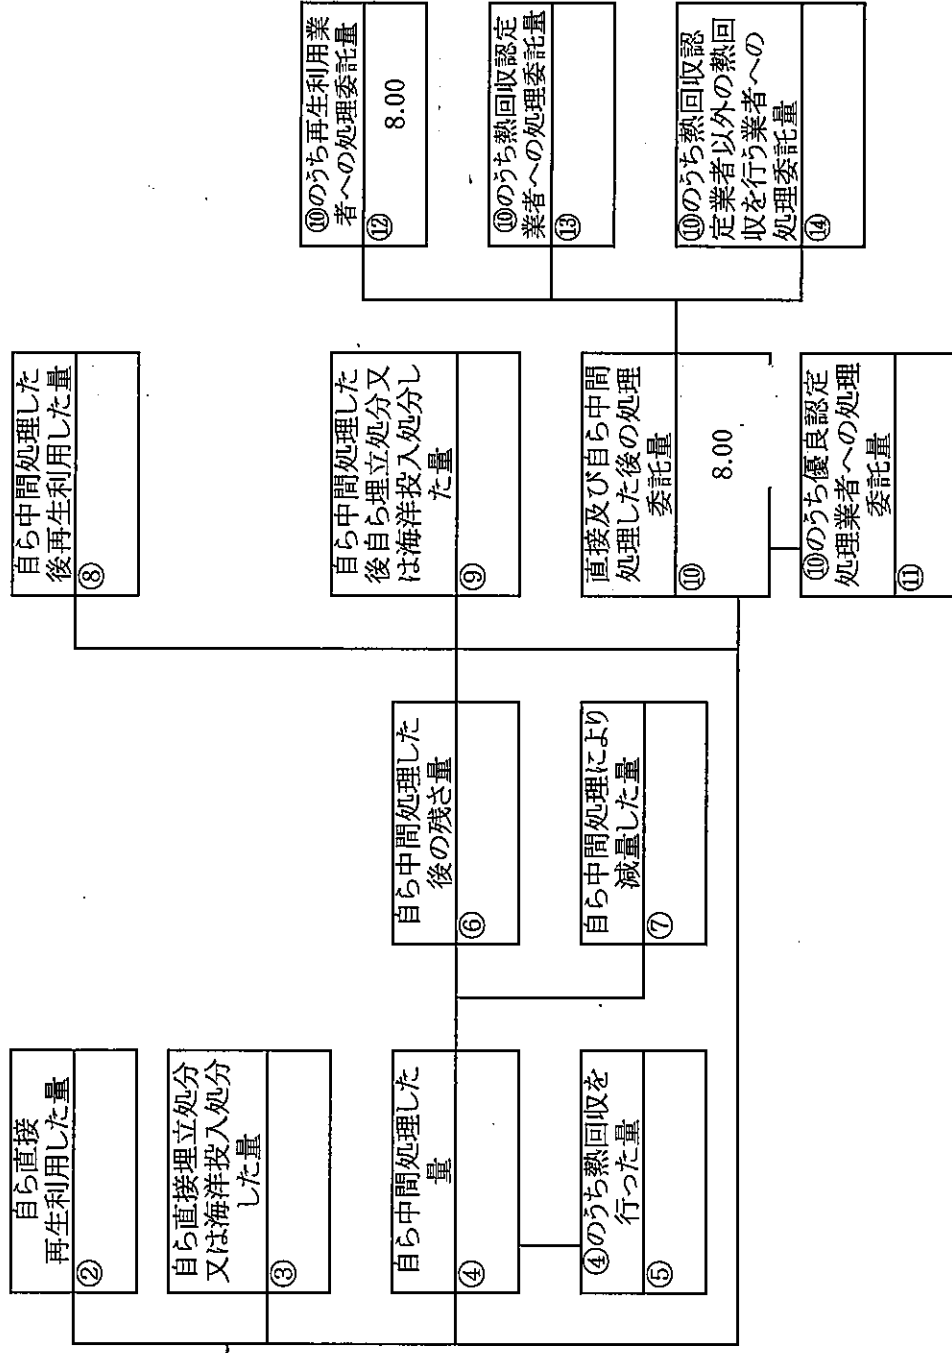 自ら直接
再生利用した量
②
自ら直接埋立処分
又は海洋投入処分
した量
③
自ら中間処理した
量
④
④のうち熱回収を
行った量
⑤
自ら中間処理した
後の残さ量
⑥
自ら中間処理により
減量した量
⑦
自ら中間処理した
後再生利用した量
⑧
自ら中間処理した
後自ら埋立処分又
は海洋投入処分し
た量
⑨
直接及び自ら中間
処理した後の処理
委託量
⑩
8.00
⑩のうち優良認定
処理業者への処理
委託量
⑪
⑩のうち再生利用業
者への処理委託量
⑫
8.00
⑩のうち熱回収認定
業者への処理委託量
⑬
⑩のうち熱回収認
定業者以外の熱回
収を行う業者への
処理委託量
⑭